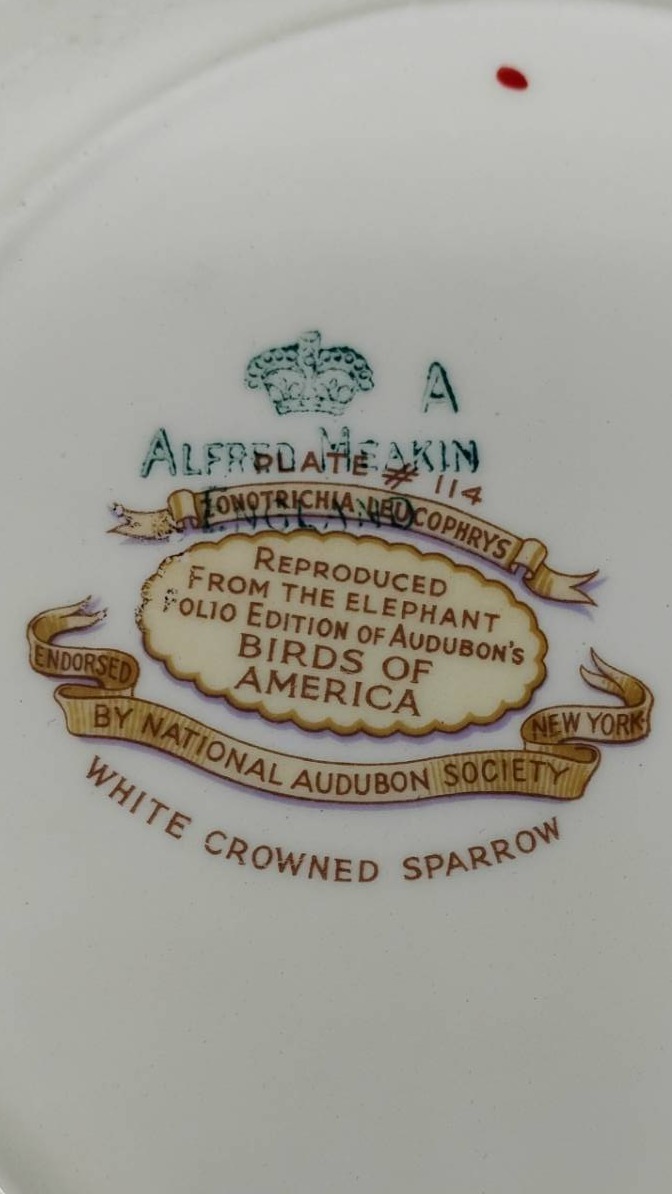 A
ALFRED MEAKIN
ENGLAND
PLATE # 114
ZONOTRICHIA LEUCOPHRYS
REPRODUCED
FROM THE ELEPHANT
FOLIO EDITION OF AUDUBON'S
BIRDS OF
AMERICA
ENDORSED
BY NATIONAL AUDUBON SOCIETY
NEW YORK
WHITE CROWNED SPARROW